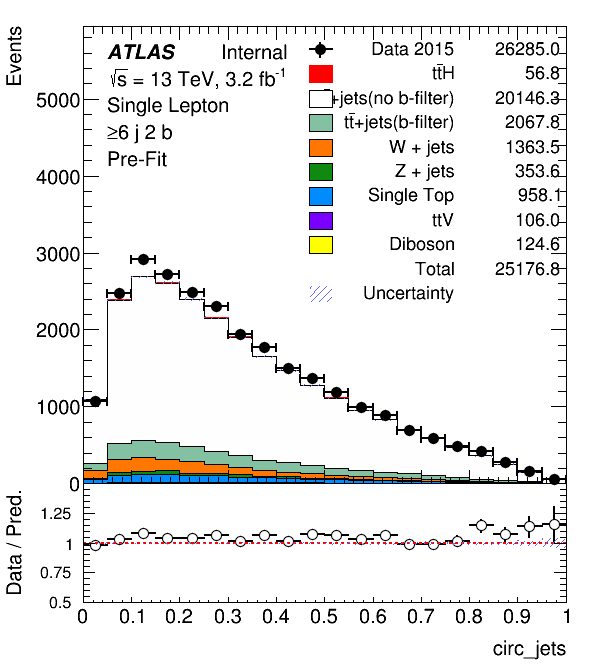 Events
ATLAS Internal
√s = 13 TeV, 3.2 fb-1
Single Lepton
≥6 j 2 b
Pre-Fit
Data 2015 26285.0
tt̄H 56.8
+jets(no b-filter) 20146.3
tt̄+jets(b-filter) 2067.8
W + jets 1363.5
Z + jets 353.6
Single Top 958.1
ttV 106.0
Diboson 124.6
Total 25176.8
Uncertainty
5000
4000
3000
2000
1000
0
Data / Pred.
1.25
1
0.75
0.5
0 0.1 0.2 0.3 0.4 0.5 0.6 0.7 0.8 0.9 1
circ_jets